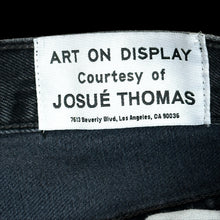 ART ON DISPLAY
Courtesy of
JOSUÉ THOMAS
7613 Beverly Blvd, Los Angeles, CA 90036